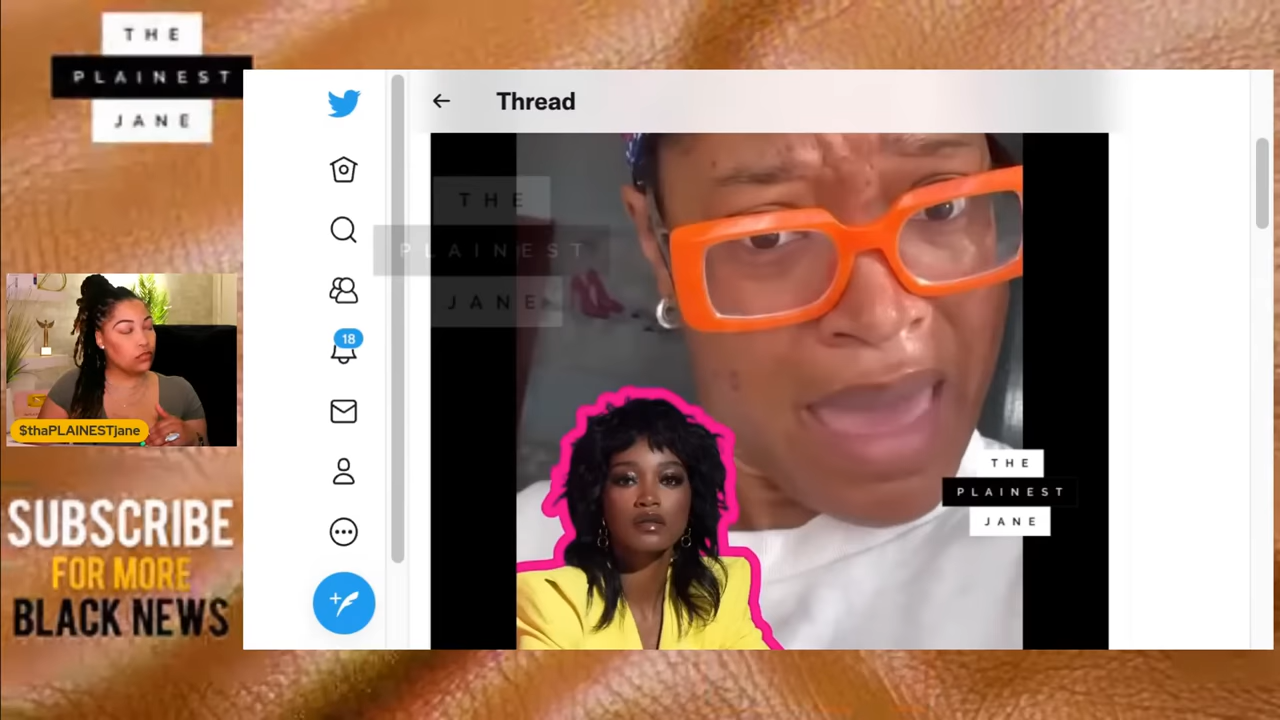 THE
PLAINEST
JANE
Thread
THE
PLAINEST
JANE
18
$thaPLAINESTjane
THE
PLAINEST
JANE
SUBSCRIBE
FOR MORE
BLACK NEWS